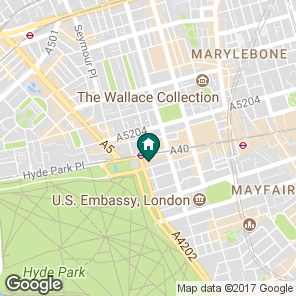 A501
Seymour Pl
MARYLEBONE
The Wallace Collection
A5204
A5204
A5
A40
Hyde Park Pl
MAYFAIR
U.S. Embassy, London
A4202
Hyde Park
Google
Map data ©2017 Google